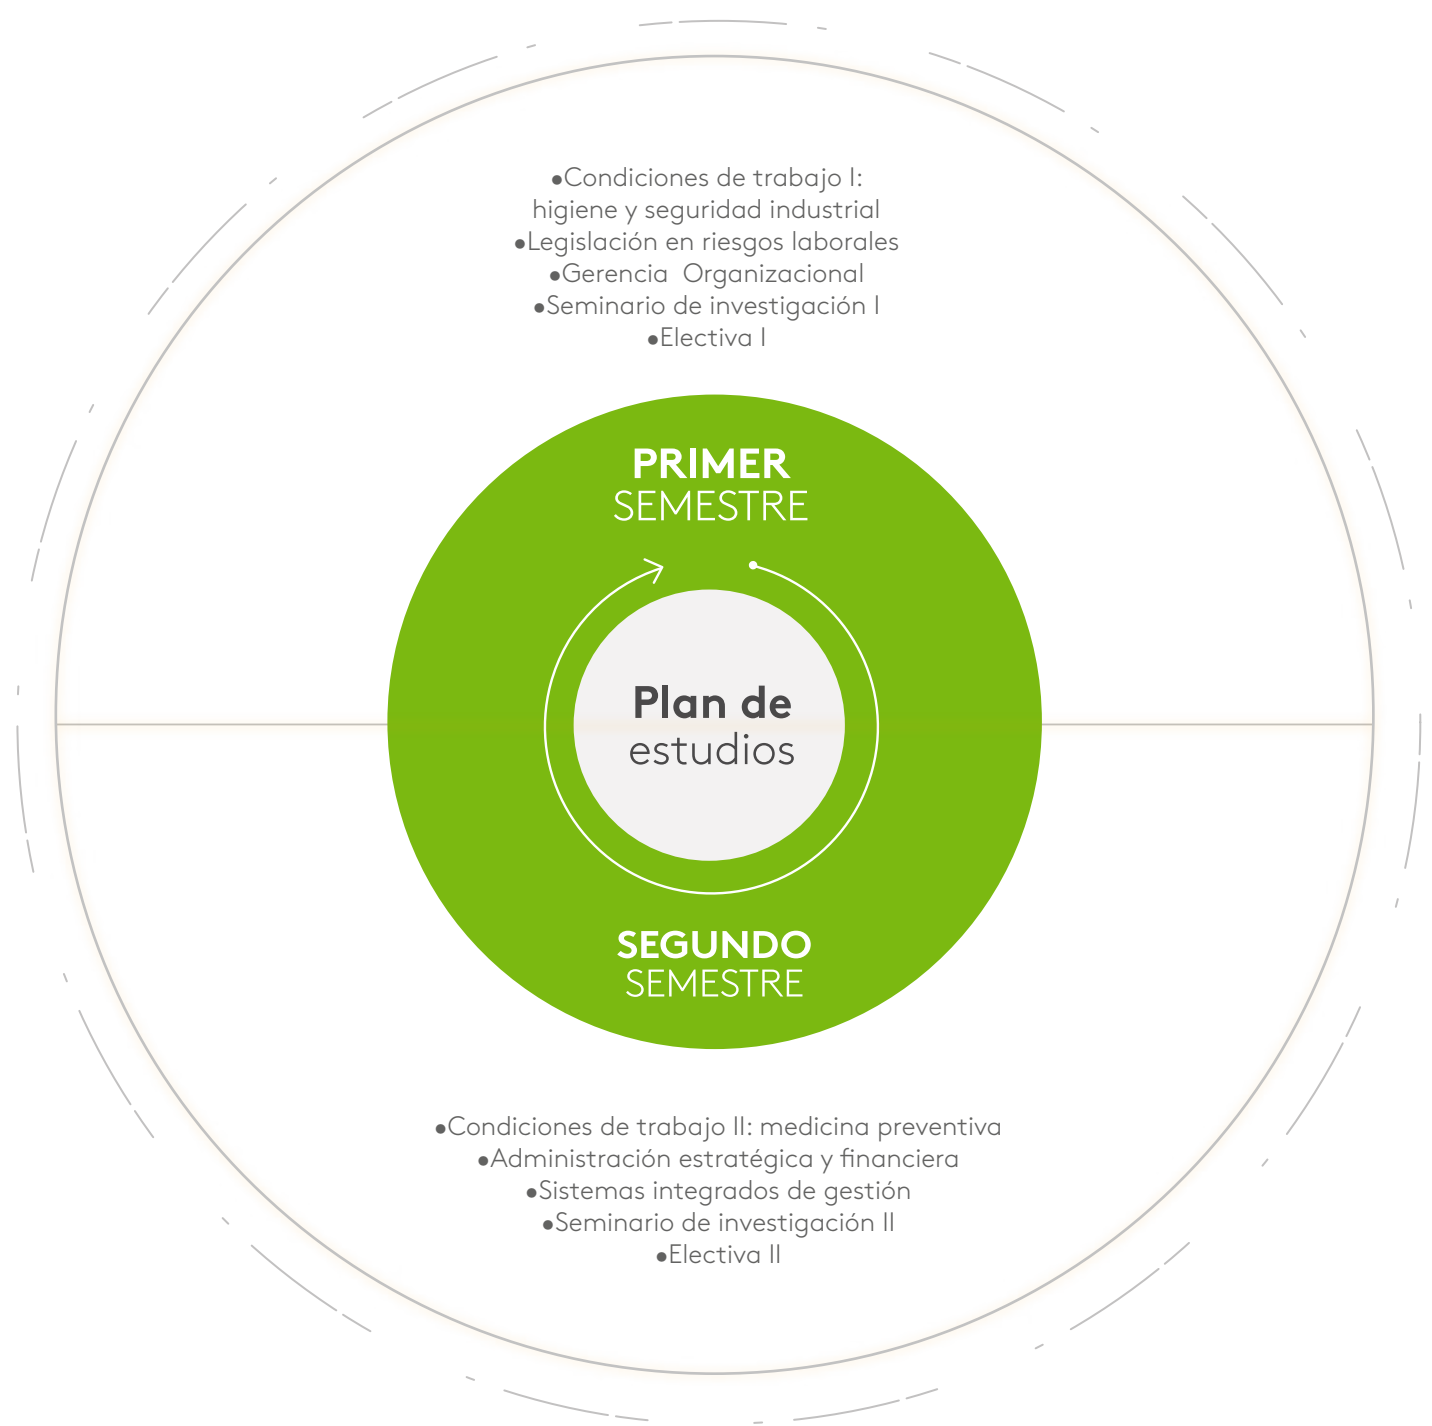 •Condiciones de trabajo I:
higiene y seguridad industrial
•Legislación en riesgos laborales
•Gerencia  Organizacional
•Seminario de investigación I
•Electiva I
PRIMER
SEMESTRE
Plan de
estudios
SEGUNDO
SEMESTRE
•Condiciones de trabajo II: medicina preventiva
•Administración estratégica y financiera
•Sistemas integrados de gestión
•Seminario de investigación II
•Electiva II